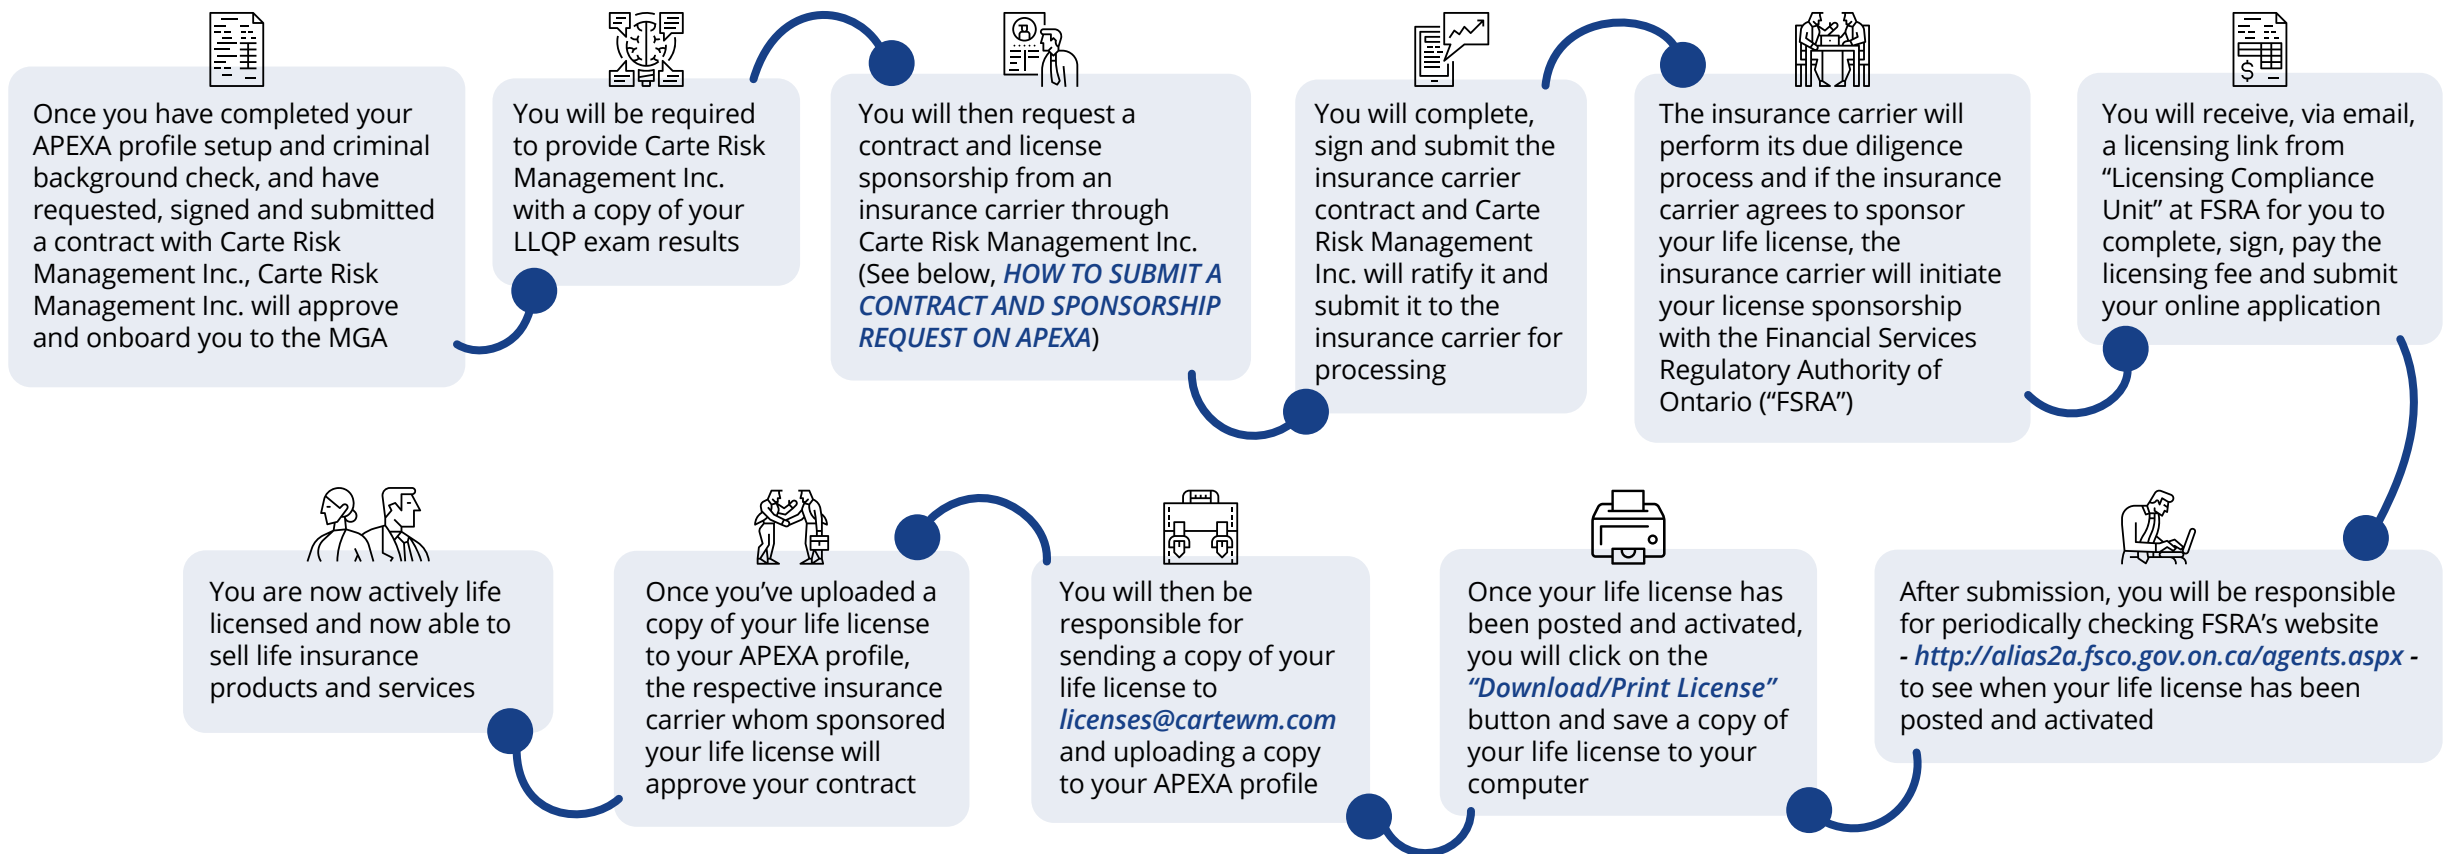 Once you have completed your
APEXA profile setup and criminal
background check, and have
requested, signed and submitted
a contract with Carte Risk
Management Inc., Carte Risk
Management Inc. will approve
and onboard you to the MGA
You will be required
to provide Carte Risk
Management Inc.
with a copy of your
LLQP exam results
You will then request a
contract and license
sponsorship from an
insurance carrier through
Carte Risk Management Inc.
(See below, HOW TO SUBMIT A
CONTRACT AND SPONSORSHIP
REQUEST ON APEXA)
You will complete,
sign and submit the
insurance carrier
contract and Carte
Risk Management
Inc. will ratify it and
submit it to the
insurance carrier for
processing
The insurance carrier will
perform its due diligence
process and if the insurance
carrier agrees to sponsor
your life license, the
insurance carrier will initiate
your license sponsorship
with the Financial Services
Regulatory Authority of
Ontario (“FSRA”)
You will receive, via email,
a licensing link from
“Licensing Compliance
Unit” at FSRA for you to
complete, sign, pay the
licensing fee and submit
your online application
After submission, you will be responsible
for periodically checking FSRA’s website
- http://alias2a.fsco.gov.on.ca/agents.aspx -
to see when your life license has been
posted and activated
Once your life license has
been posted and activated,
you will click on the
“Download/Print License”
button and save a copy of
your life license to your
computer
You will then be
responsible for
sending a copy of your
life license to
licenses@cartewm.com
and uploading a copy
to your APEXA profile
Once you’ve uploaded a
copy of your life license
to your APEXA profile,
the respective insurance
carrier whom sponsored
your life license will
approve your contract
You are now actively life
licensed and now able to
sell life insurance
products and services